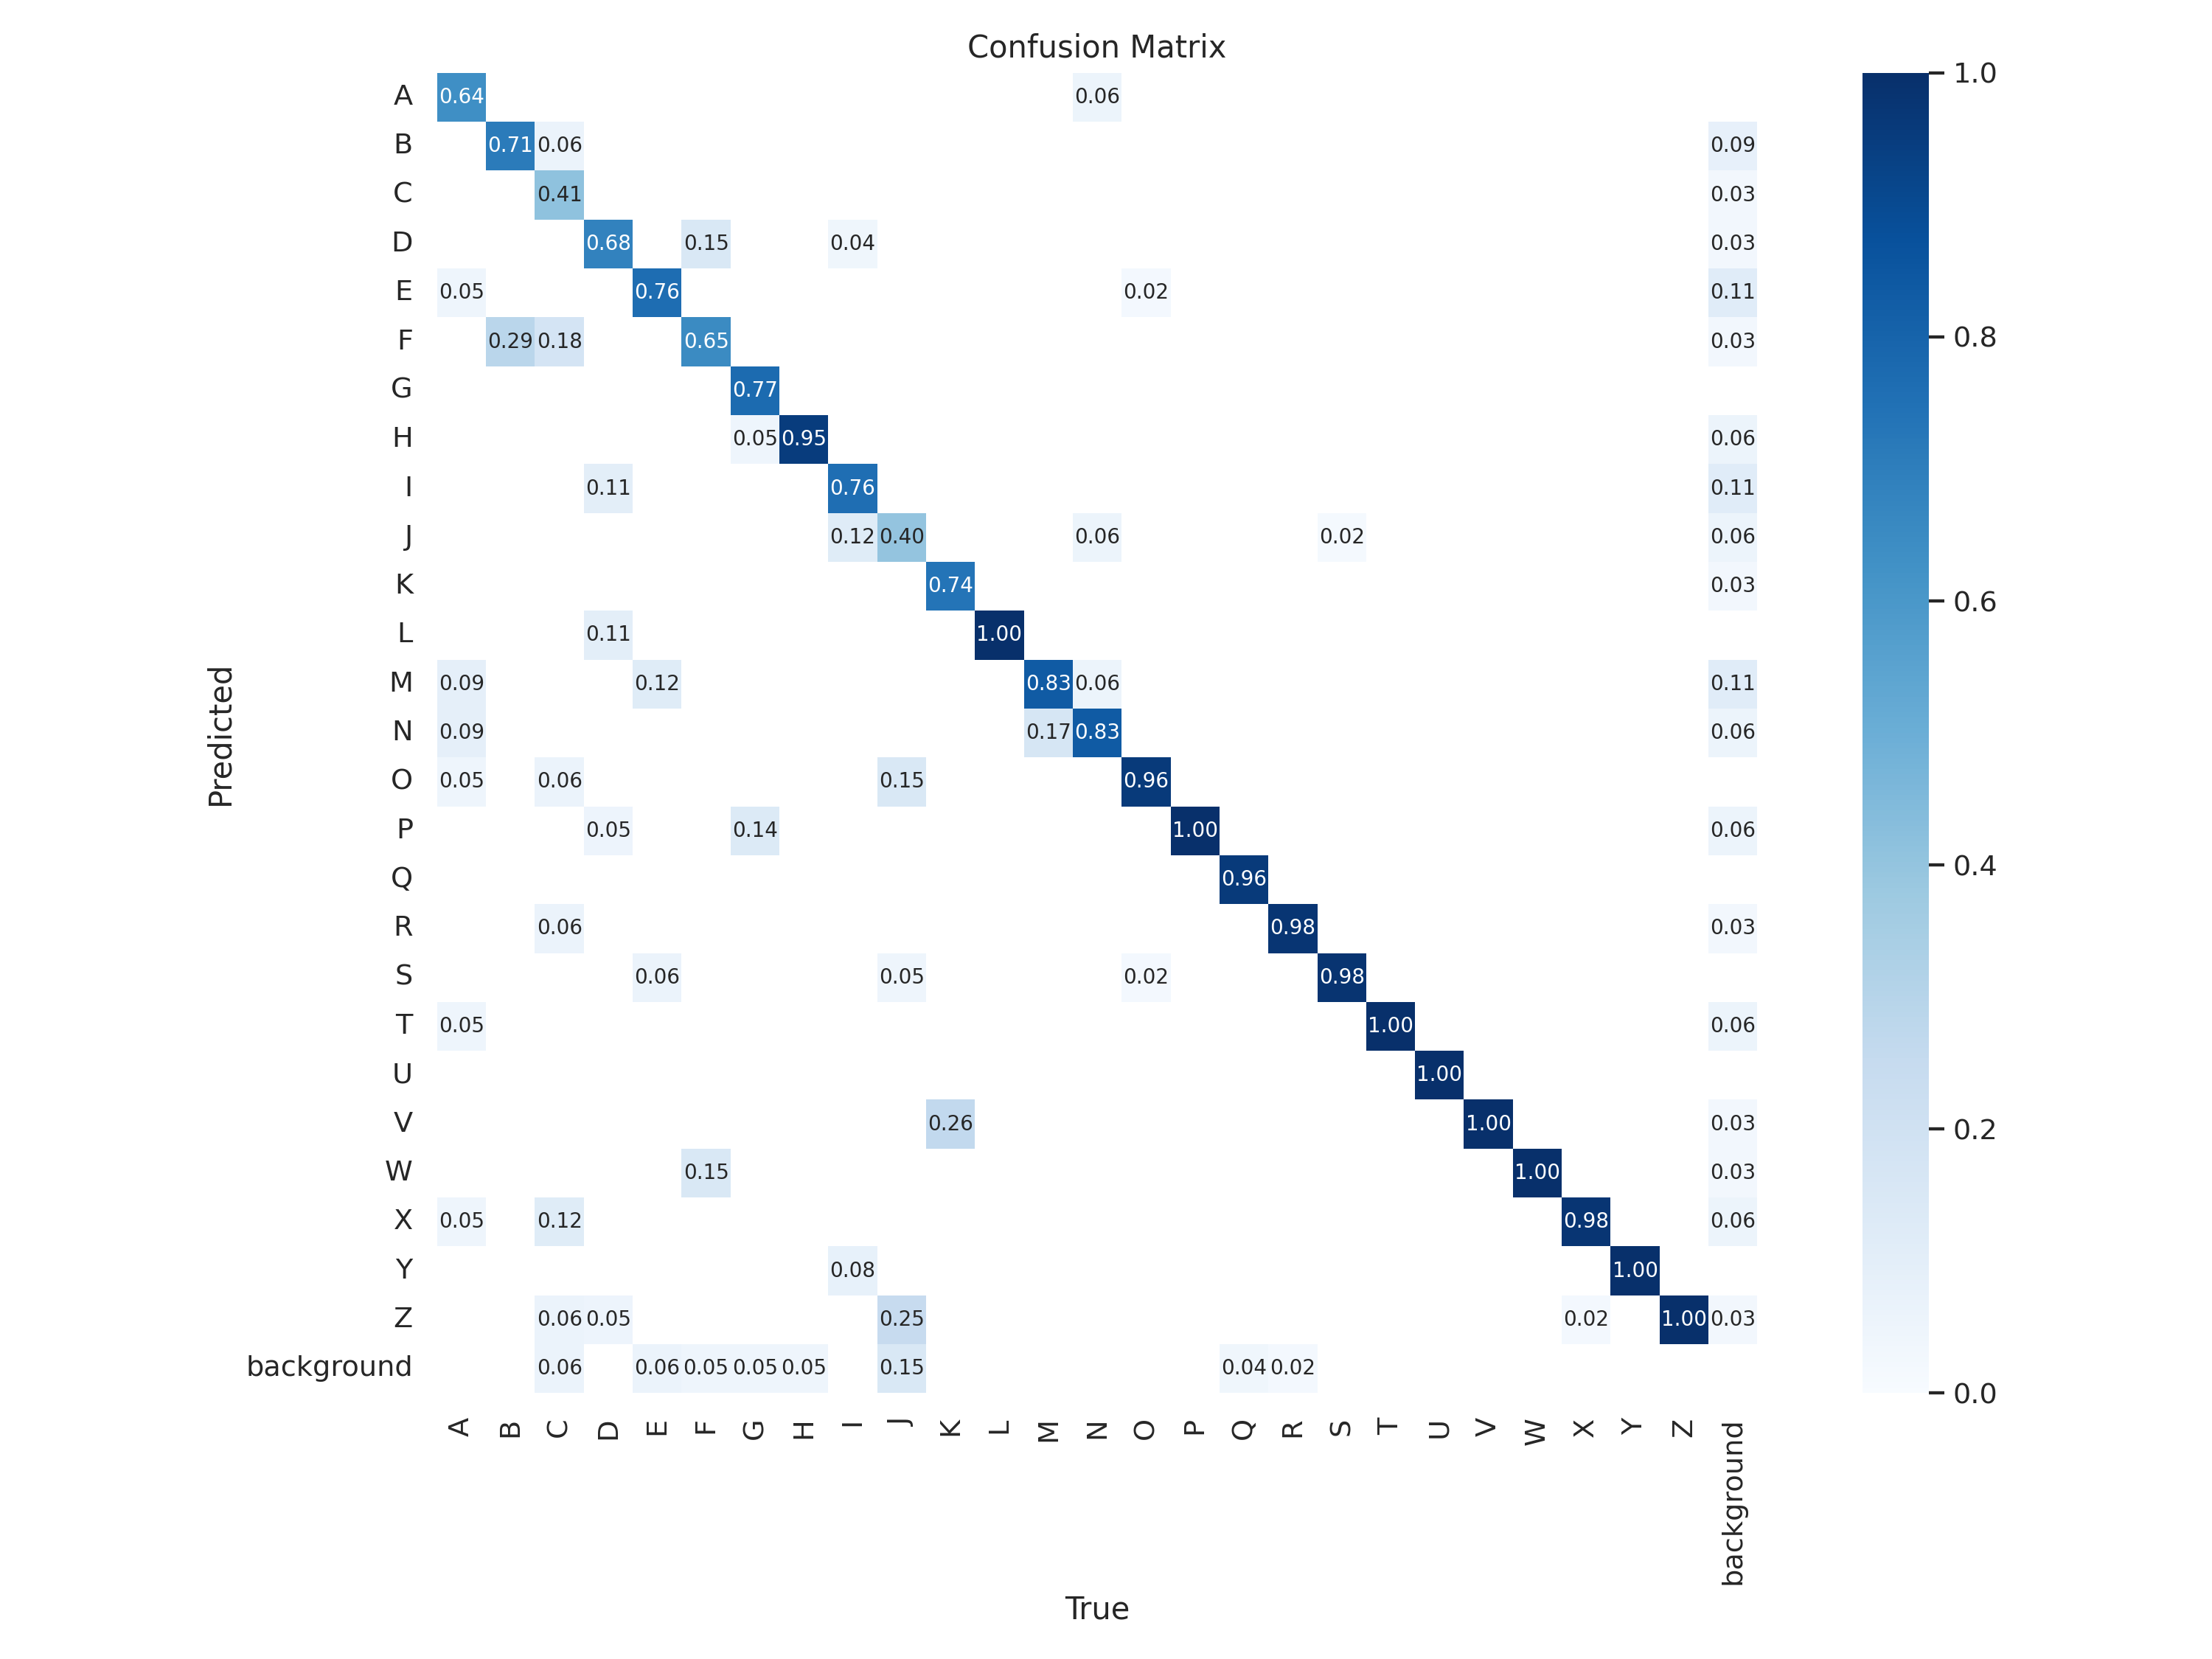 Confusion Matrix
A 0.64 0.06
B 0.71 0.06 0.09
C 0.41 0.03
D 0.68 0.15 0.04 0.03
E 0.05 0.76 0.02 0.11
F 0.29 0.18 0.65 0.03
G 0.77
H 0.05 0.95 0.06
I 0.11 0.76 0.11
J 0.12 0.40 0.06 0.02 0.06
K 0.74 0.03
L 0.11 1.00
M 0.09 0.12 0.83 0.06 0.11
N 0.09 0.17 0.83 0.06
O 0.05 0.06 0.15 0.96
P 0.05 0.14 1.00 0.06
Q 0.96
R 0.06 0.98 0.03
S 0.06 0.05 0.02 0.98
T 0.05 1.00 0.06
U 1.00
V 0.26 1.00 0.03
W 0.15 1.00 0.03
X 0.05 0.12 0.98 0.06
Y 0.08 1.00
Z 0.06 0.05 0.25 0.02 1.00 0.03
background 0.06 0.06 0.05 0.05 0.05 0.15 0.04 0.02
A B C D E F G H I J K L M N O P Q R S T U V W X Y Z background
True
Predicted
1.0
0.8
0.6
0.4
0.2
0.0